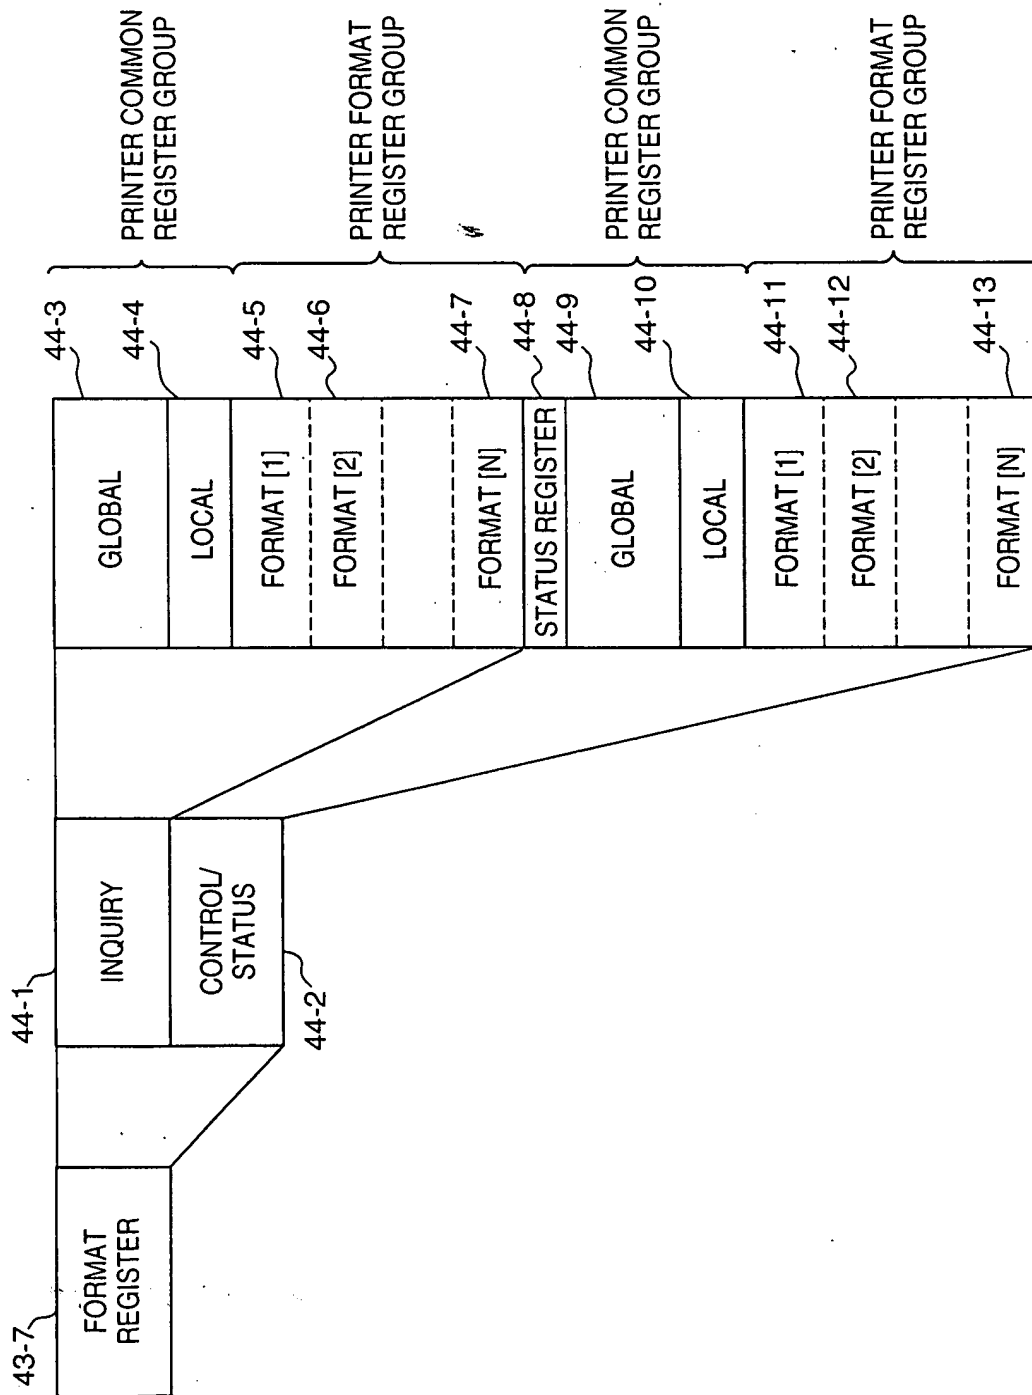 43-7
FORMAT
REGISTER
44-1
INQUIRY
CONTROL/
STATUS
44-2
GLOBAL
44-3
LOCAL
44-4
FORMAT [1]
44-5
FORMAT [2]
44-6
FORMAT [N]
44-7
STATUS REGISTER
44-8
GLOBAL
44-9
LOCAL
44-10
FORMAT [1]
44-11
FORMAT [2]
44-12
FORMAT [N]
44-13
PRINTER COMMON
REGISTER GROUP
PRINTER FORMAT
REGISTER GROUP
PRINTER COMMON
REGISTER GROUP
PRINTER FORMAT
REGISTER GROUP